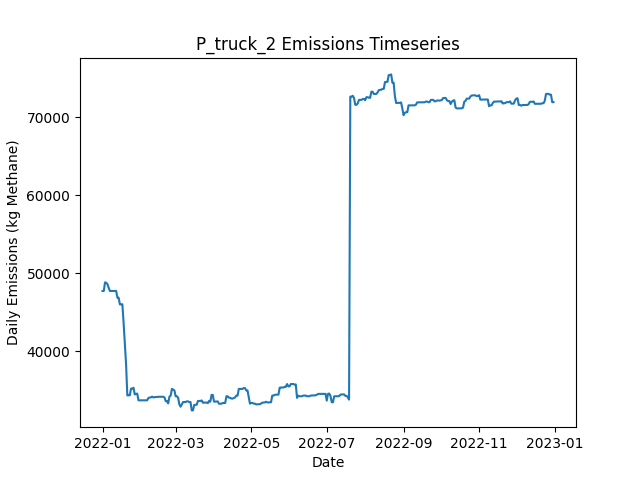 P_truck_2 Emissions Timeseries
Daily Emissions (kg Methane)
70000
60000
50000
40000
2022-01 2022-03 2022-05 2022-07 2022-09 2022-11 2023-01
Date